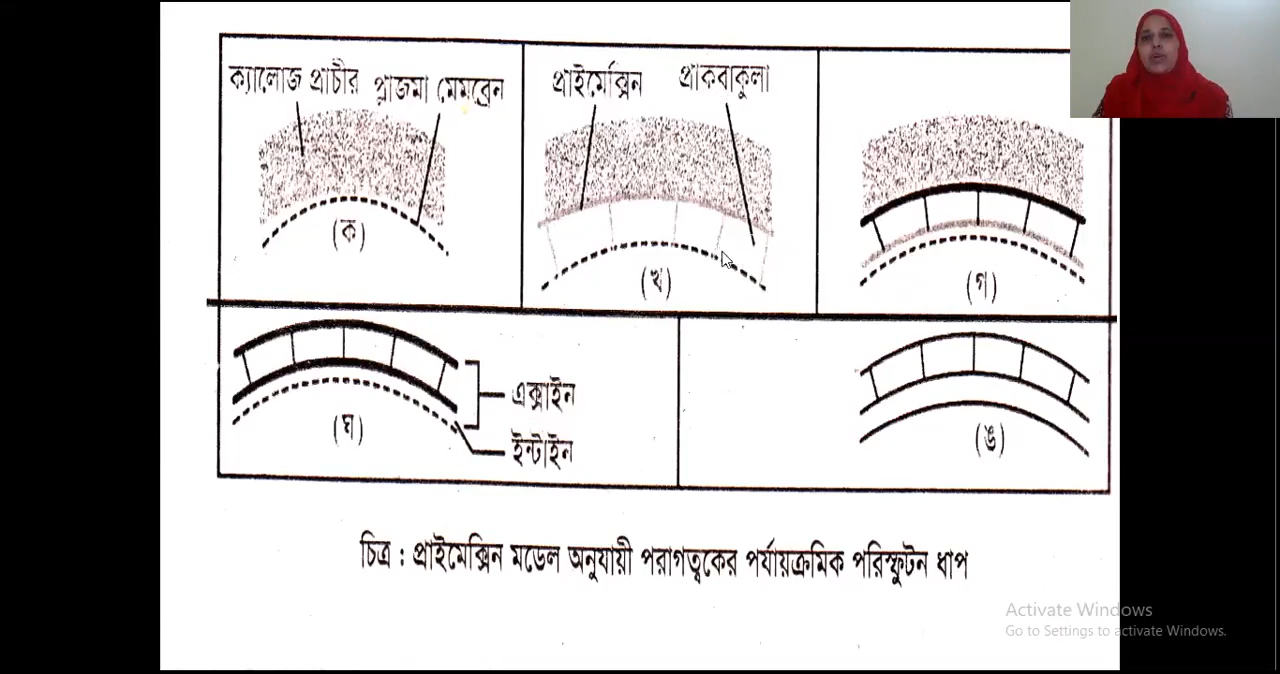 ক্যালোজ প্রাচীর প্লাজমা মেমব্রেন
প্রাইমেক্সিন প্রাকবাকুলা
(ক)
(খ)
(গ)
এক্সাইন
(ঘ)
ইন্টাইন
(ঙ)
চিত্র : প্রাইমেক্সিন মডেল অনুযায়ী পরাগত্বকের পর্যায়ক্রমিক পরিস্ফুটন ধাপ
Activate Windows
Go to Settings to activate Windows.